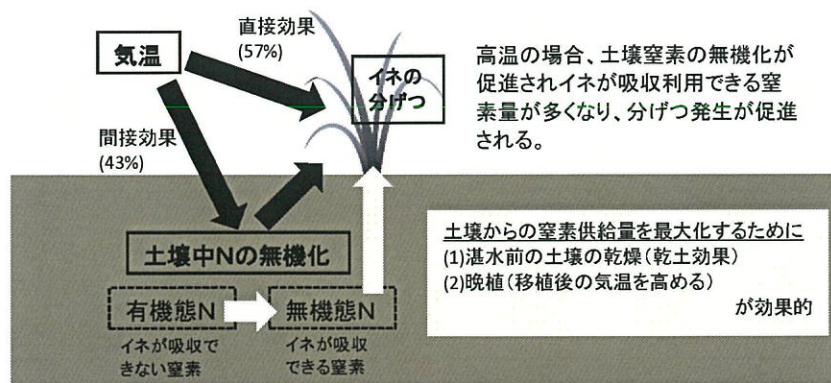 気温
直接効果
(57%)
イネの
分げつ
高温の場合、土壌窒素の無機化が
促進されイネが吸収利用できる窒
素量が多くなり、分げつ発生が促進
される。
間接効果
(43%)
土壌中Nの無機化
有機態N
無機態N
イネが吸収で
きない窒素
イネが吸収
できる窒素
土壌からの窒素供給量を最大化するために
(1)湛水前の土壌の乾燥(乾土効果)
(2)晩植(移植後の気温を高める)
が効果的